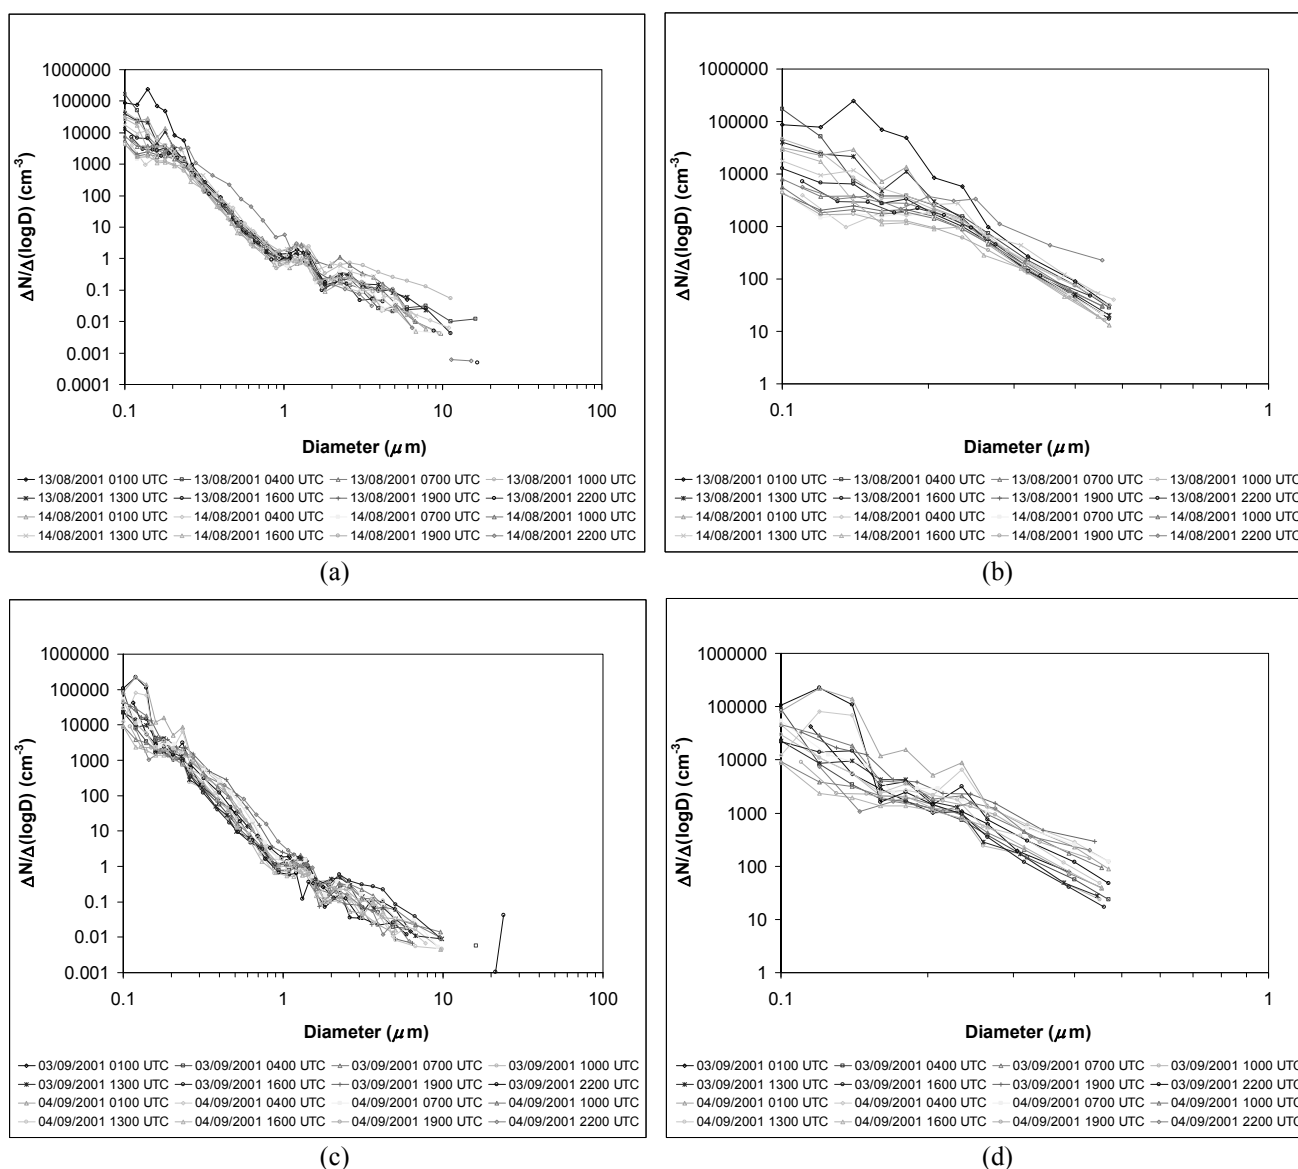 1000000
100000
10000
1000
100
10
1
0.1
0.01
0.001
0.0001
ΔN/Δ(logD) (cm-3)
0.1 1 10 100
Diameter (μm)
13/08/2001 0100 UTC 13/08/2001 0400 UTC 13/08/2001 0700 UTC 13/08/2001 1000 UTC
13/08/2001 1300 UTC 13/08/2001 1600 UTC 13/08/2001 1900 UTC 13/08/2001 2200 UTC
14/08/2001 0100 UTC 14/08/2001 0400 UTC 14/08/2001 0700 UTC 14/08/2001 1000 UTC
14/08/2001 1300 UTC 14/08/2001 1600 UTC 14/08/2001 1900 UTC 14/08/2001 2200 UTC
(a)
1000000
100000
10000
1000
100
10
1
ΔN/Δ(logD) (cm-3)
0.1 1
Diameter (μm)
13/08/2001 0100 UTC 13/08/2001 0400 UTC 13/08/2001 0700 UTC 13/08/2001 1000 UTC
13/08/2001 1300 UTC 13/08/2001 1600 UTC 13/08/2001 1900 UTC 13/08/2001 2200 UTC
14/08/2001 0100 UTC 14/08/2001 0400 UTC 14/08/2001 0700 UTC 14/08/2001 1000 UTC
14/08/2001 1300 UTC 14/08/2001 1600 UTC 14/08/2001 1900 UTC 14/08/2001 2200 UTC
(b)
1000000
100000
10000
1000
100
10
1
0.1
0.01
0.001
ΔN/Δ(logD) (cm-3)
0.1 1 10 100
Diameter (μm)
03/09/2001 0100 UTC 03/09/2001 0400 UTC 03/09/2001 0700 UTC 03/09/2001 1000 UTC
03/09/2001 1300 UTC 03/09/2001 1600 UTC 03/09/2001 1900 UTC 03/09/2001 2200 UTC
04/09/2001 0100 UTC 04/09/2001 0400 UTC 04/09/2001 0700 UTC 04/09/2001 1000 UTC
04/09/2001 1300 UTC 04/09/2001 1600 UTC 04/09/2001 1900 UTC 04/09/2001 2200 UTC
(c)
1000000
100000
10000
1000
100
10
1
ΔN/Δ(logD) (cm-3)
0.1 1
Diameter (μm)
03/09/2001 0100 UTC 03/09/2001 0400 UTC 03/09/2001 0700 UTC 03/09/2001 1000 UTC
03/09/2001 1300 UTC 03/09/2001 1600 UTC 03/09/2001 1900 UTC 03/09/2001 2200 UTC
04/09/2001 0100 UTC 04/09/2001 0400 UTC 04/09/2001 0700 UTC 04/09/2001 1000 UTC
04/09/2001 1300 UTC 04/09/2001 1600 UTC 04/09/2001 1900 UTC 04/09/2001 2200 UTC
(d)